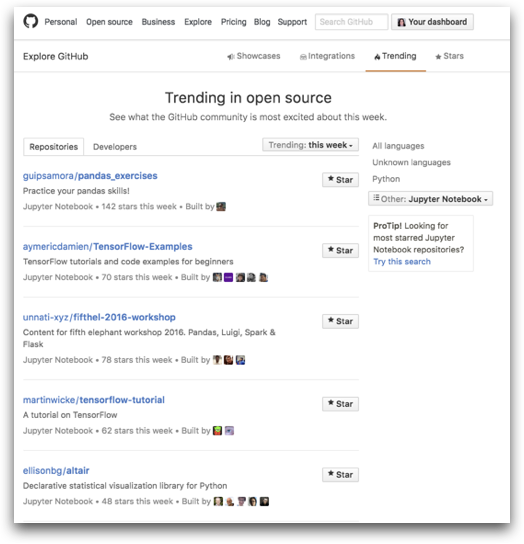 Personal Open source Business Explore Pricing Blog Support Search GitHub Your dashboard
Explore GitHub Showcases Integrations Trending Stars
Trending in open source
See what the GitHub community is most excited about this week.
Repositories Developers Trending: this week
All languages
Unknown languages
Python
Other: Jupyter Notebook
ProTip! Looking for
most starred Jupyter
Notebook repositories?
Try this search
guipsamora/pandas_exercises Star
Practice your pandas skills!
Jupyter Notebook • 142 stars this week • Built by
aymericdamien/TensorFlow-Examples Star
TensorFlow tutorials and code examples for beginners
Jupyter Notebook • 70 stars this week • Built by
unnati-xyz/fifthel-2016-workshop Star
Content for fifth elephant workshop 2016. Pandas, Luigi, Spark &
Flask
Jupyter Notebook • 78 stars this week • Built by
martinwicke/tensorflow-tutorial Star
A tutorial on TensorFlow
Jupyter Notebook • 62 stars this week • Built by
ellisonbg/altair Star
Declarative statistical visualization library for Python
Jupyter Notebook • 48 stars this week • Built by